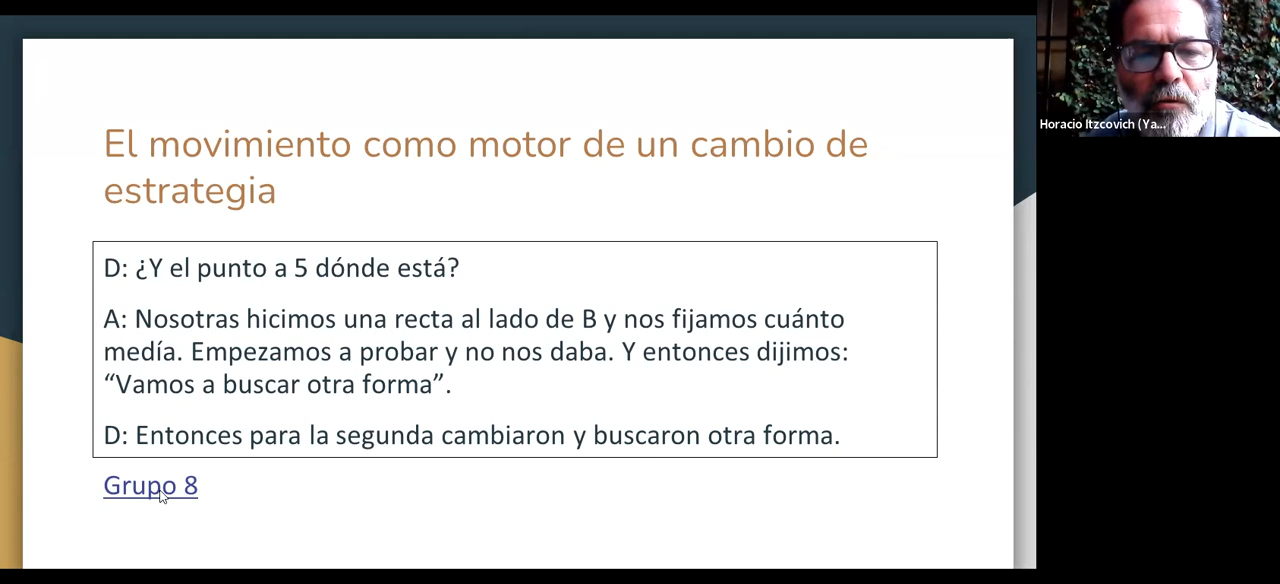 El movimiento como motor de un cambio de
estrategia
D: ¿Y el punto a 5 dónde está?
A: Nosotras hicimos una recta al lado de B y nos fijamos cuánto
medía. Empezamos a probar y no nos daba. Y entonces dijimos:
“Vamos a buscar otra forma”.
D: Entonces para la segunda cambiaron y buscaron otra forma.
Grupo 8
Horacio Itzcovich (Ya...